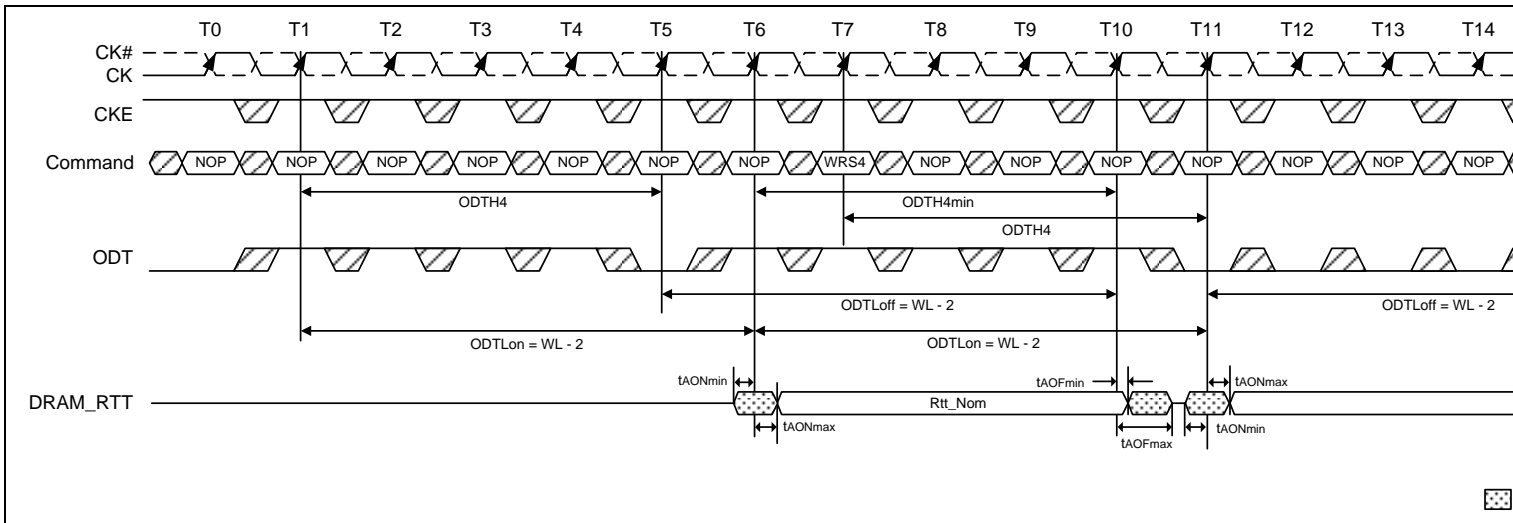 T0 T1 T2 T3 T4 T5 T6 T7 T8 T9 T10 T11 T12 T13 T14
CK#
CK
CKE
Command NOP NOP NOP NOP NOP NOP NOP WRS4 NOP NOP NOP NOP NOP NOP NOP
ODTH4 ODTH4min
ODTH4
ODT
ODTLoff = WL - 2 ODTLoff = WL - 2
ODTLon = WL - 2 ODTLon = WL - 2
tAONmin tAOFmin tAONmax
DRAM_RTT Rtt_Nom
tAONmax tAOFmax tAONmin